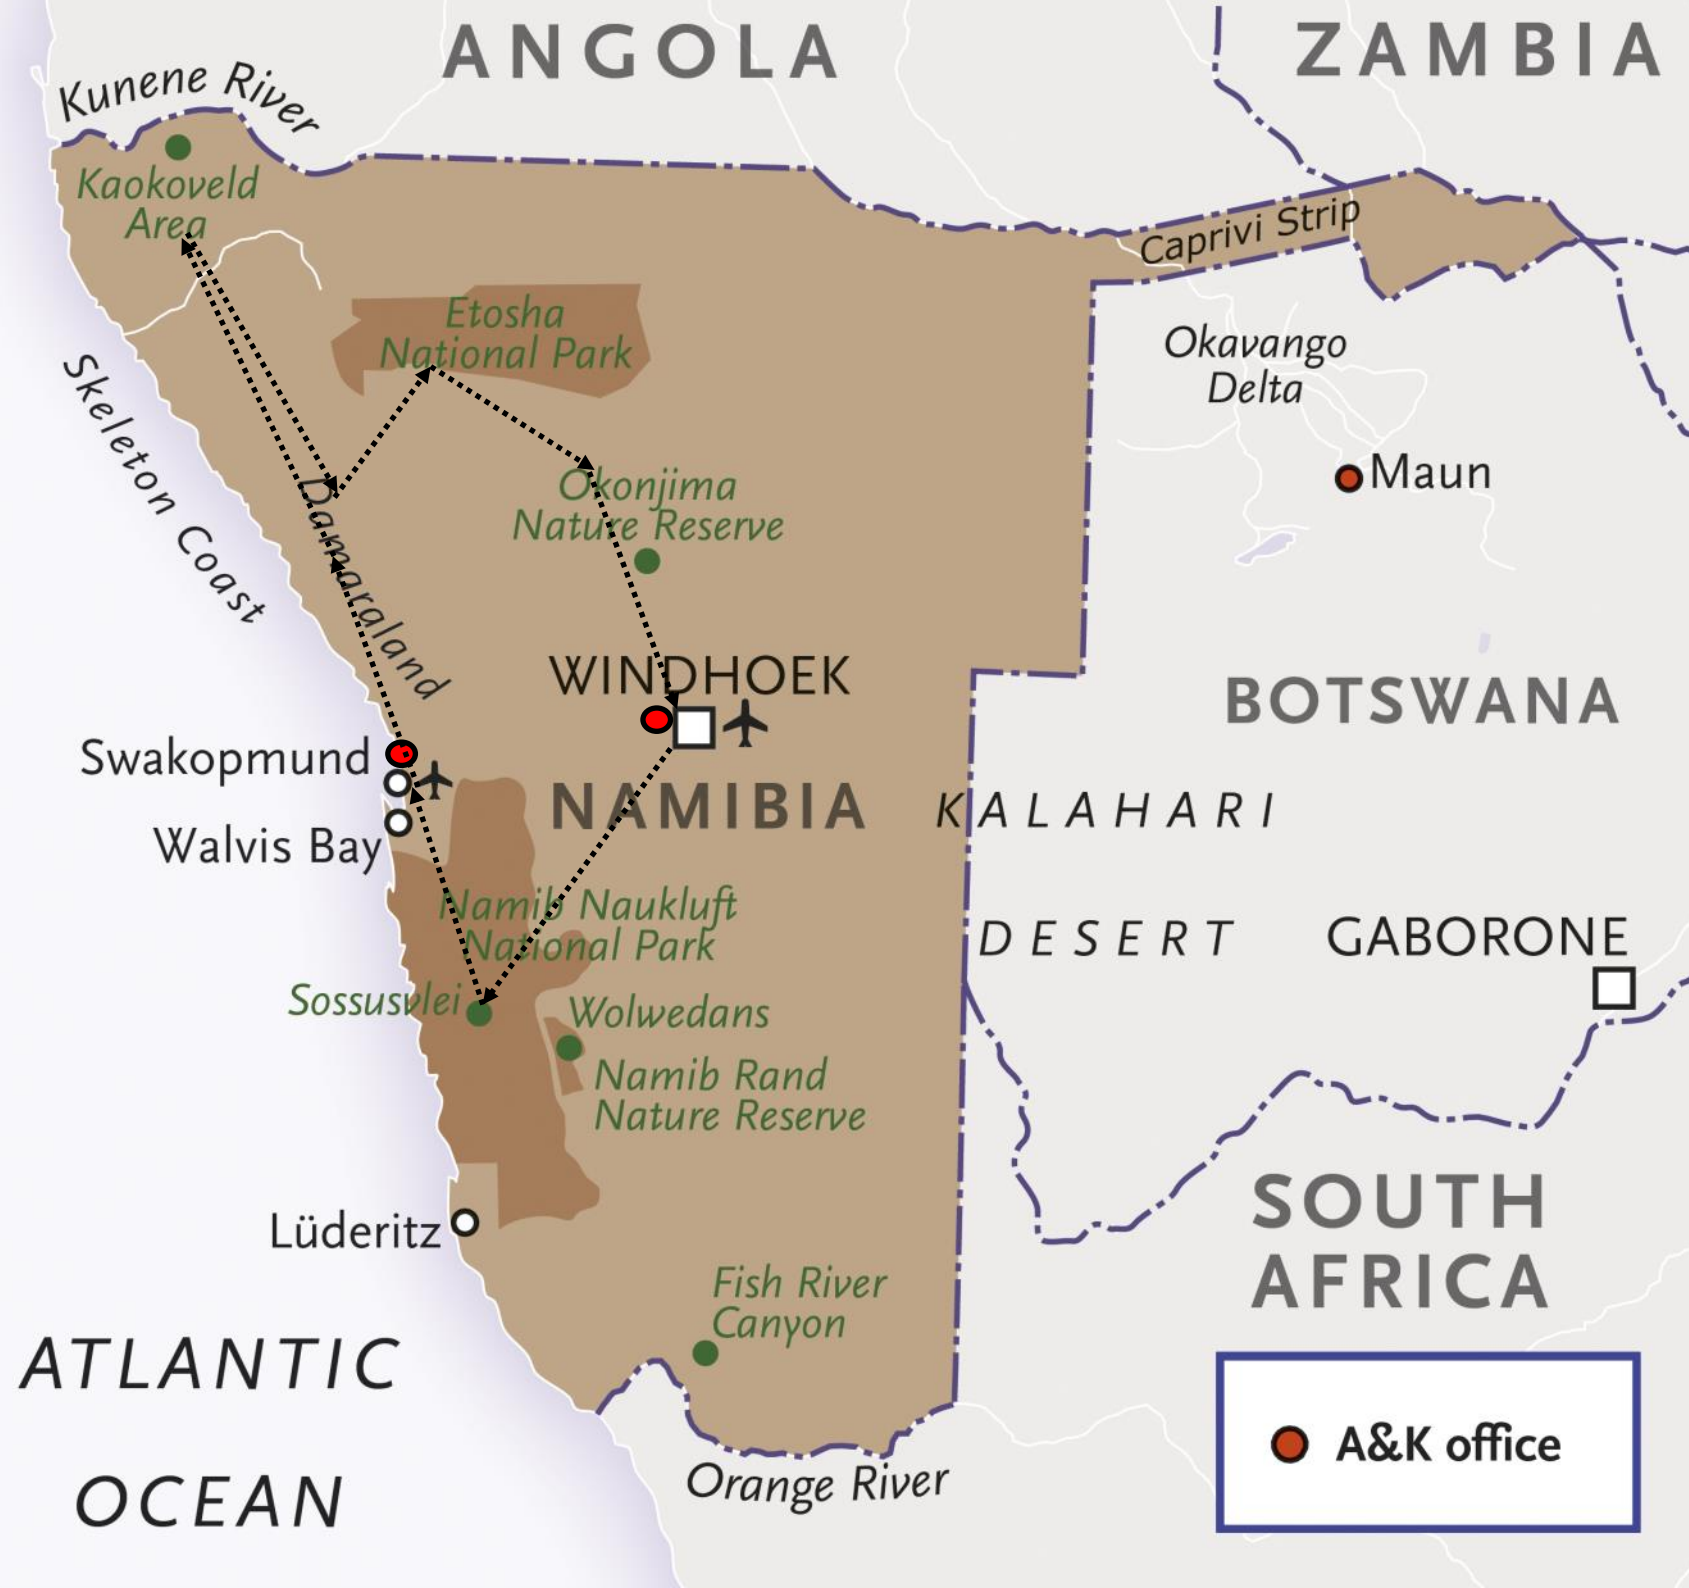 ANGOLA
ZAMBIA
Kunene River
Kaokoveld
Area
Caprivi Strip
Etosha
National Park
Okavango
Delta
Skeleton Coast
Maun
Damaraland
Okonjima
Nature Reserve
WINDHOEK
BOTSWANA
Swakopmund
NAMIBIA
KALAHARI
Walvis Bay
Namib Naukluft
National Park
DESERT
GABORONE
Sossusvlei
Wolwedans
Namib Rand
Nature Reserve
SOUTH
AFRICA
Lüderitz
Fish River
Canyon
ATLANTIC
OCEAN
A&K office
Orange River